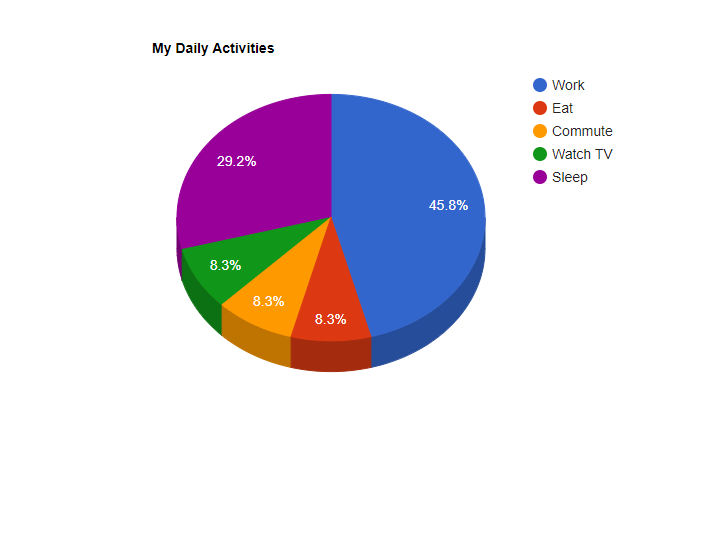 My Daily Activities
Work
Eat
Commute
Watch TV
Sleep
29.2%
45.8%
8.3%
8.3%
8.3%